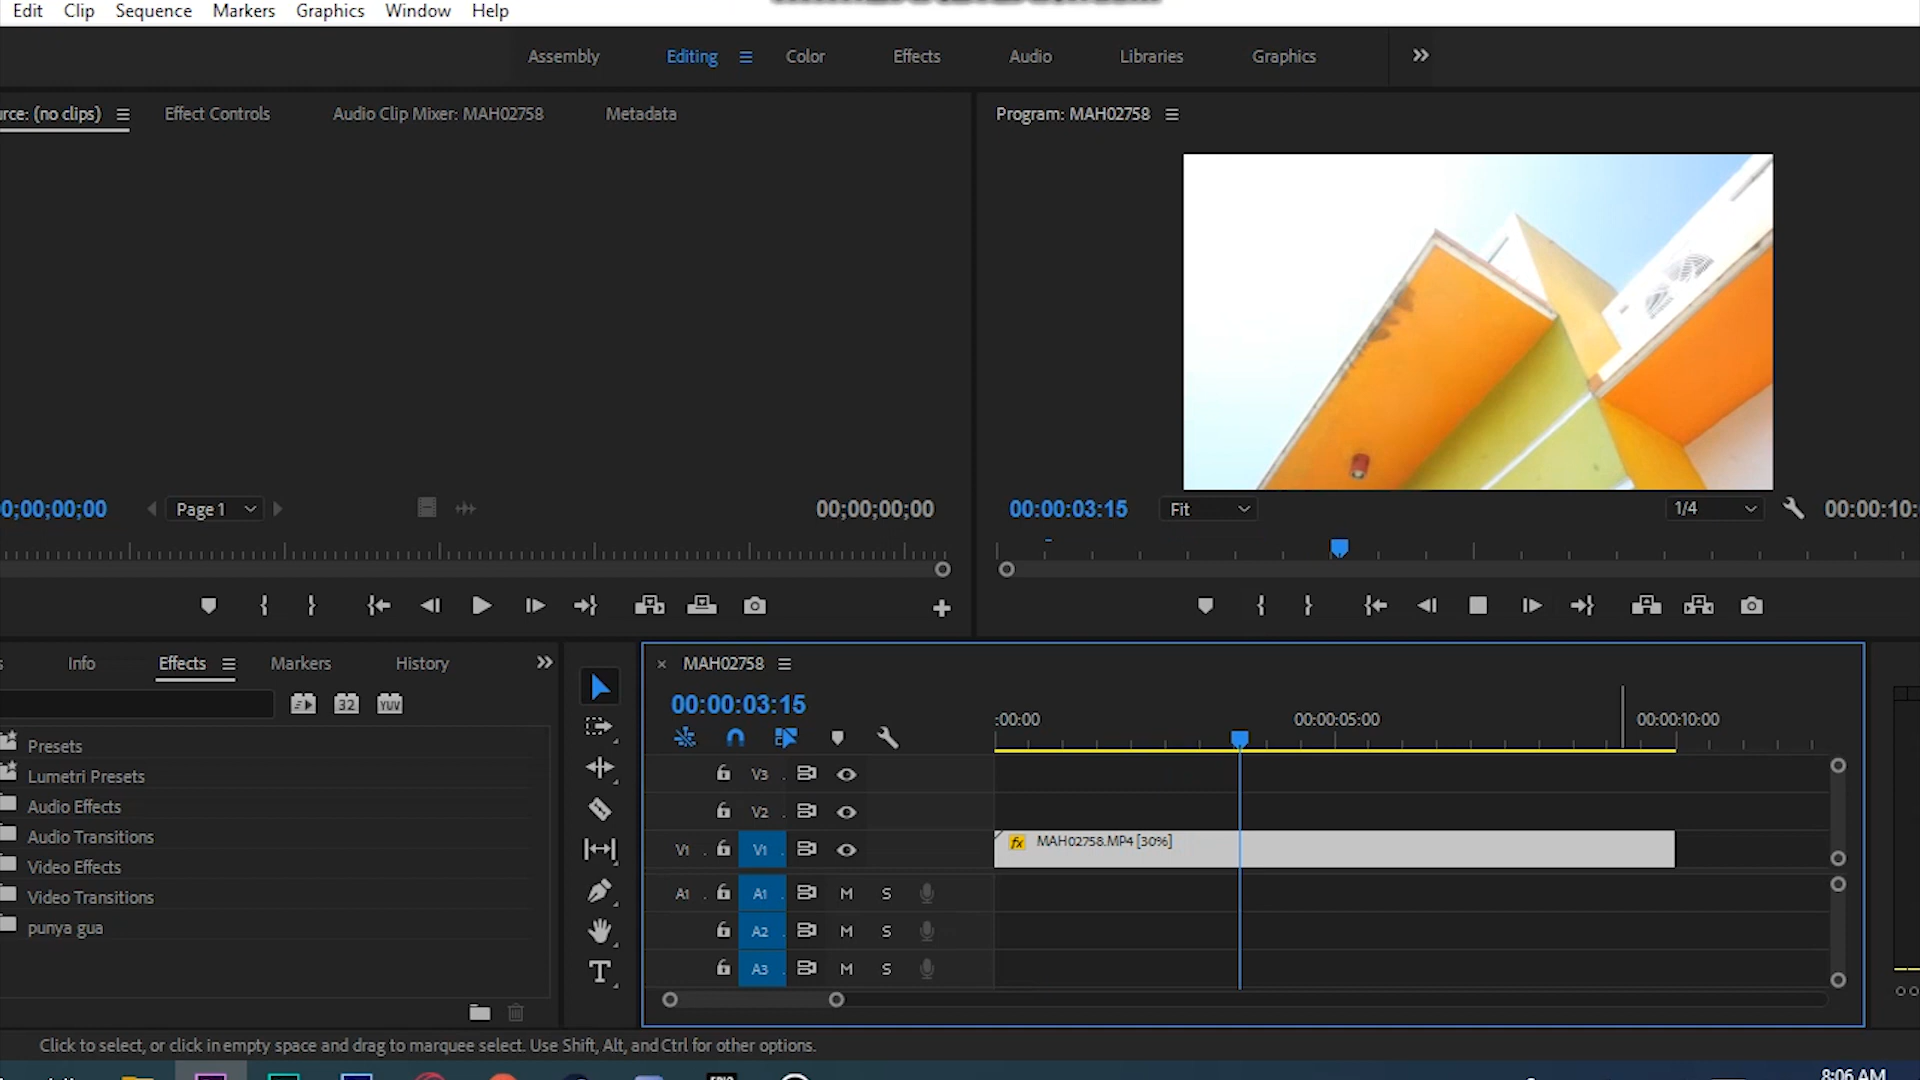 Edit Clip Sequence Markers Graphics Window Help
Assembly Editing Color Effects Audio Libraries Graphics
(no clips) Effect Controls Audio Clip Mixer: MAH02758 Metadata
Program: MAH02758
0;00;00;00 Page 1 00;00;00;00
00:00:03:15 Fit 1/4 00:00:10:
Info Effects Markers History
32 YUV
Presets
Lumetri Presets
Audio Effects
Audio Transitions
Video Effects
Video Transitions
punya gua
MAH02758
00:00:03:15
:00:00 00:00:05:00 00:00:10:00
V3
V2
V1 V1 fx MAH02758.MP4 [30%]
A1 A1 M S
A2 M S
A3 M S
Click to select, or click in empty space and drag to marquee select. Use Shift, Alt, and Ctrl for other options.
8:06 AM